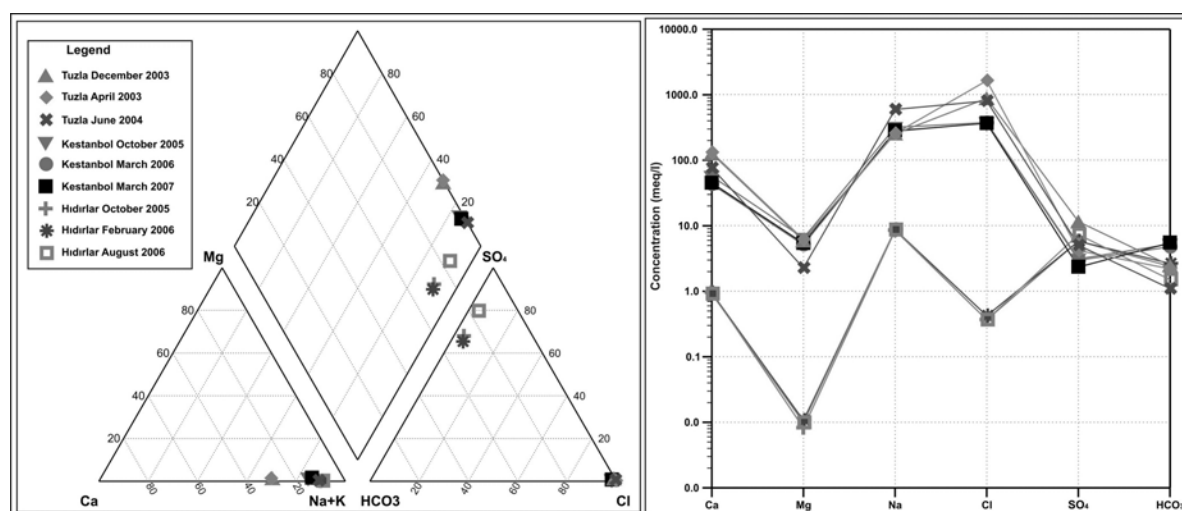 Legend
Tuzla December 2003
Tuzla April 2003
Tuzla June 2004
Kestanbol October 2005
Kestanbol March 2006
Kestanbol March 2007
Hıdırlar October 2005
Hıdırlar February 2006
Hıdırlar August 2006
80
60
40
20
20
Mg
SO₄
80
60
40
20
80
60
40
20
80
60
40
20
20
40
60
80
Ca
Na+K
HCO3
Cl
Concentration (meq/l)
10000.0
1000.0
100.0
10.0
1.0
0.1
0.0
0.0
Ca
Mg
Na
Cl
SO₄
HCO₃